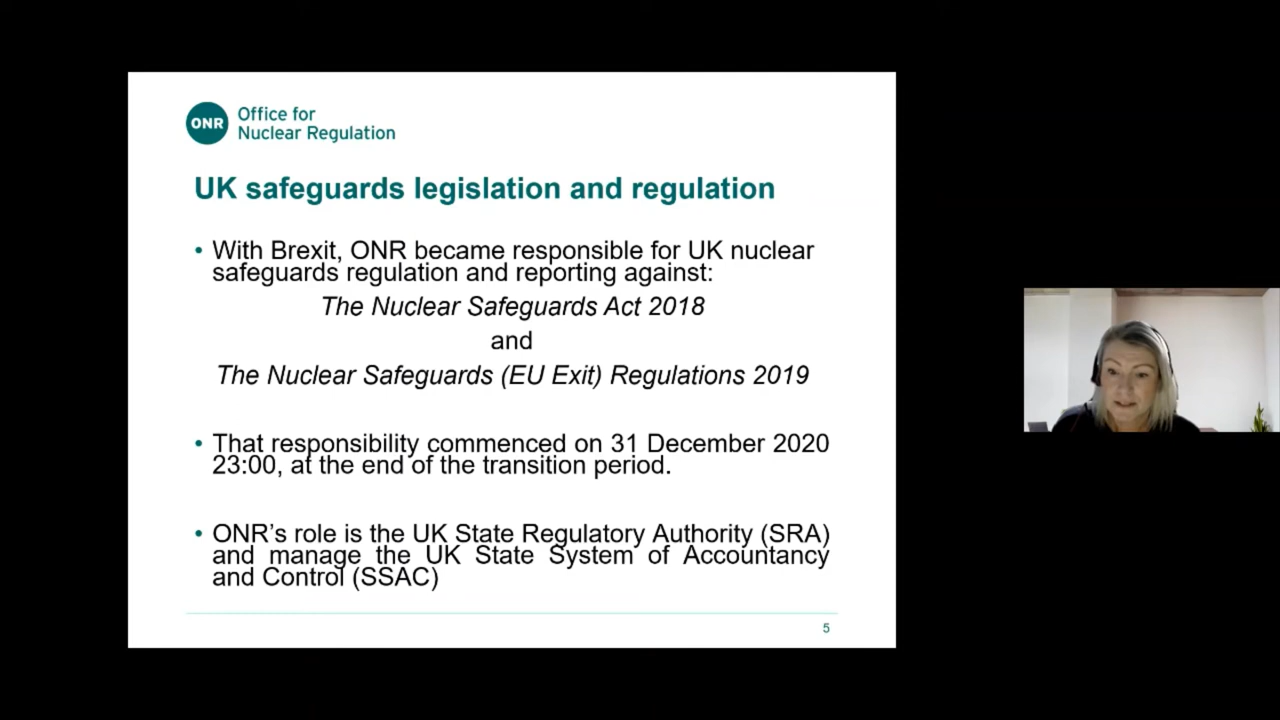 ONR
Office for
Nuclear Regulation
UK safeguards legislation and regulation
• With Brexit, ONR became responsible for UK nuclear
safeguards regulation and reporting against:
The Nuclear Safeguards Act 2018
and
The Nuclear Safeguards (EU Exit) Regulations 2019
• That responsibility commenced on 31 December 2020
23:00, at the end of the transition period.
• ONR’s role is the UK State Regulatory Authority (SRA)
and manage the UK State System of Accountancy
and Control (SSAC)
5